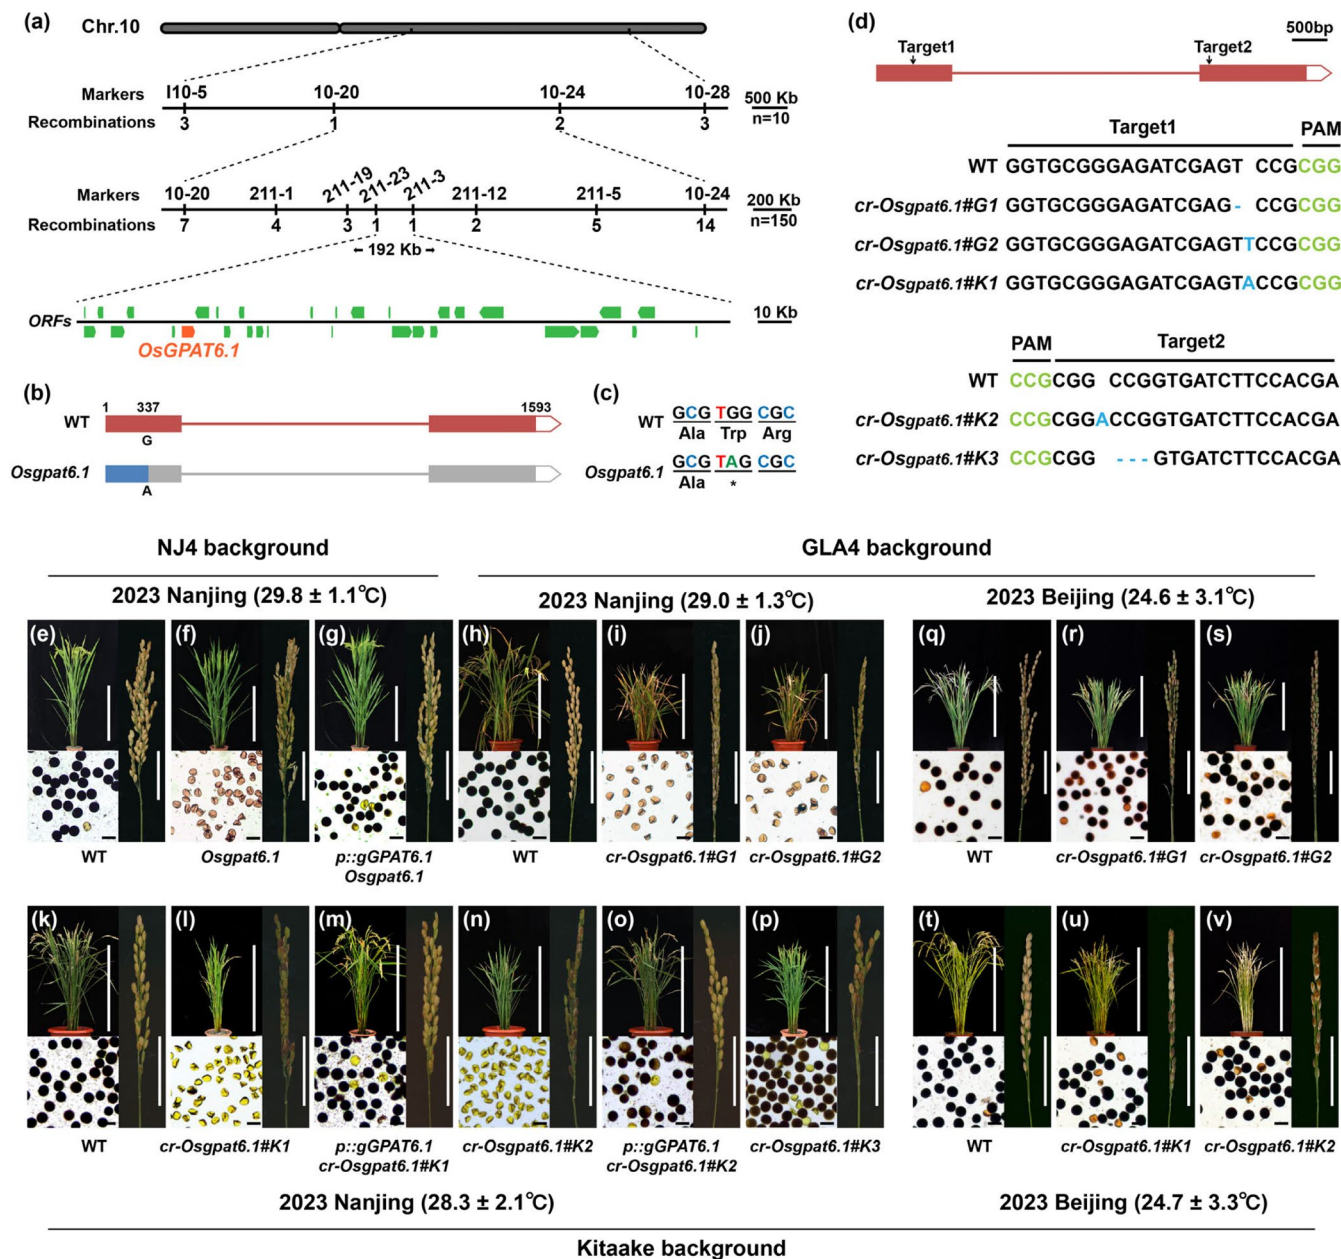 (a)
Chr.10
Markers I10-5 10-20 10-24 10-28 500 Kb
Recombinations 3 1 2 3 n=10
Markers 10-20 211-1 211-19 211-23 211-3 211-12 211-5 10-24 200 Kb
Recombinations 7 4 3 1 1 2 5 14 n=150
192 Kb
ORFs 10 Kb
OsGPAT6.1
(b)
1 337 1593
WT
G
Osgpat6.1
A
(c)
WT GCG TGG CGC
Ala Trp Arg
Osgpat6.1 GCG TAG CGC
Ala *
(d)
500bp
Target1 Target2
Target1 PAM
WT GGTGCGGGAGATCGAGT CCGCGG
cr-Osgpat6.1#G1 GGTGCGGGAGATCGAG- CCGCGG
cr-Osgpat6.1#G2 GGTGCGGGAGATCGAGTTCCGCGG
cr-Osgpat6.1#K1 GGTGCGGGAGATCGAGTACCGCGG
PAM Target2
WT CCGCGG CCGGTGATCTTCCACGA
cr-Osgpat6.1#K2 CCGCGGACCGGTGATCTTCCACGA
cr-Osgpat6.1#K3 CCGCGG ---GTGATCTTCCACGA
NJ4 background GLA4 background
2023 Nanjing (29.8 ± 1.1℃) 2023 Nanjing (29.0 ± 1.3℃) 2023 Beijing (24.6 ± 3.1℃)
(e) (f) (g) (h) (i) (j) (q) (r) (s)
WT Osgpat6.1 p::gGPAT6.1 WT cr-Osgpat6.1#G1 cr-Osgpat6.1#G2 WT cr-Osgpat6.1#G1 cr-Osgpat6.1#G2
Osgpat6.1
(k) (l) (m) (n) (o) (p) (t) (u) (v)
WT cr-Osgpat6.1#K1 p::gGPAT6.1 cr-Osgpat6.1#K2 p::gGPAT6.1 cr-Osgpat6.1#K3 WT cr-Osgpat6.1#K1 cr-Osgpat6.1#K2
cr-Osgpat6.1#K1 cr-Osgpat6.1#K2
2023 Nanjing (28.3 ± 2.1℃) 2023 Beijing (24.7 ± 3.3℃)
Kitaake background